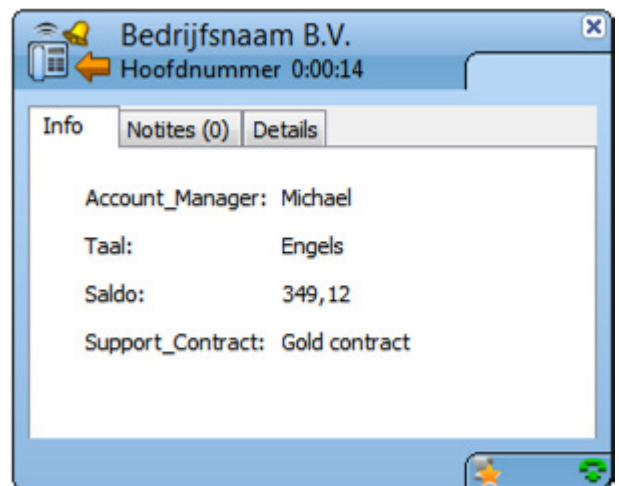 Bedrijfsnaam B.V.
Hoofdnummer 0:00:14
Info Notites (0) Details
Account_Manager: Michael
Taal: Engels
Saldo: 349,12
Support_Contract: Gold contract